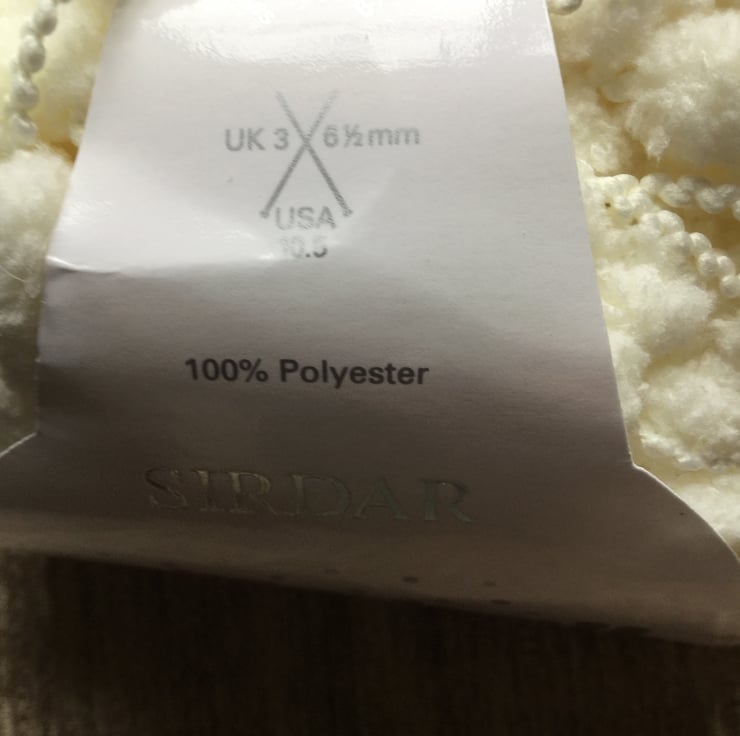 UK 3 6½mm
USA
10.5
100% Polyester
SIRDAR